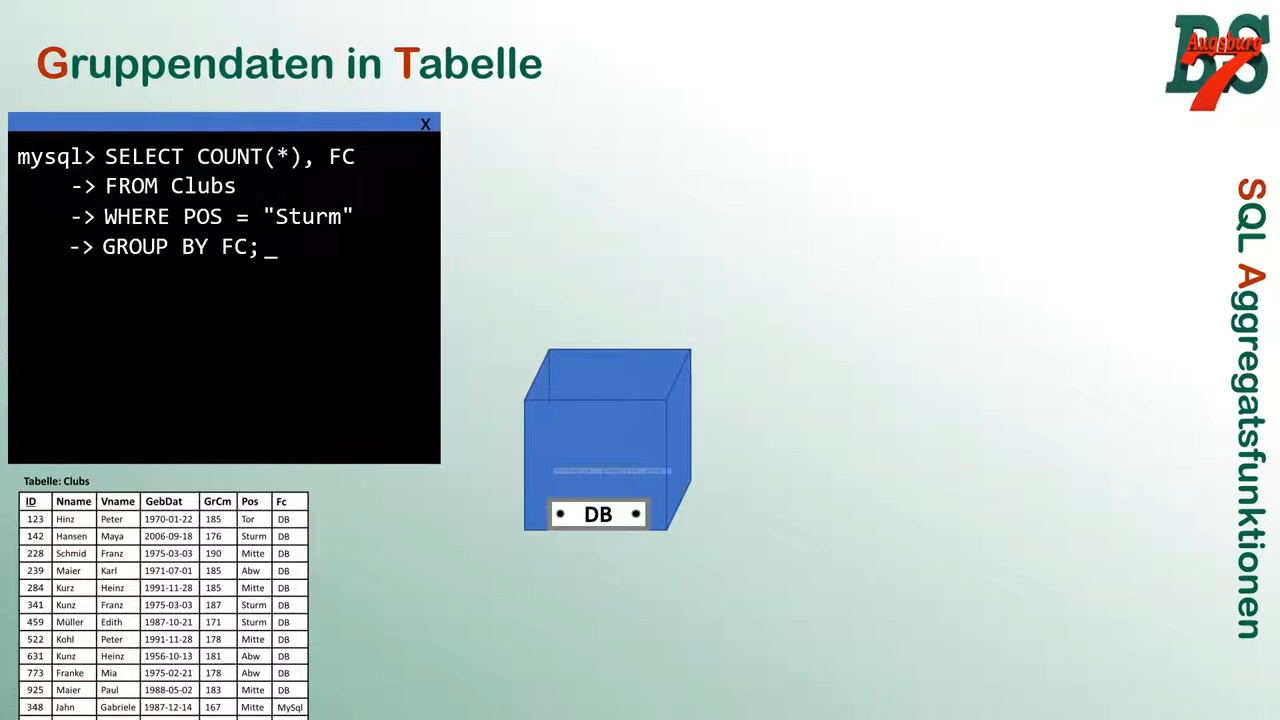 Gruppendaten in Tabelle
BS
Augsburg
7
X
mysql> SELECT COUNT(*), FC
-> FROM Clubs
-> WHERE POS = "Sturm"
-> GROUP BY FC;_
SQL Aggregatsfunktionen
DB
Tabelle: Clubs
ID Nname Vname GebDat GrCm Pos Fc
123 Hinz Peter 1970-01-22 185 Tor DB
142 Hansen Maya 2006-09-18 176 Sturm DB
228 Schmid Franz 1975-03-03 190 Mitte DB
239 Maier Karl 1971-07-01 185 Abw DB
284 Kurz Heinz 1991-11-28 185 Mitte DB
341 Kunz Franz 1975-03-03 187 Sturm DB
459 Müller Edith 1987-10-21 171 Sturm DB
522 Kohl Peter 1991-11-28 178 Mitte DB
631 Kunz Heinz 1956-10-13 181 Abw DB
773 Franke Mia 1975-02-21 178 Abw DB
925 Maier Paul 1988-05-02 183 Mitte DB
348 Jahn Gabriele 1987-12-14 167 Mitte MySql